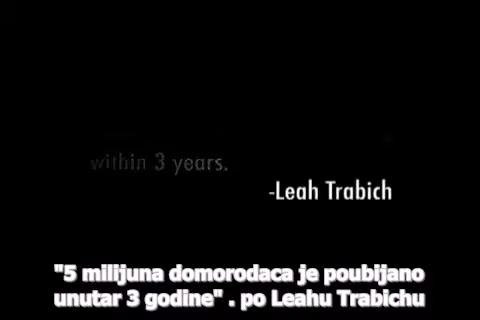 within 3 years.
-Leah Trabich
"5 milijuna domorodaca je poubijano
unutar 3 godine" . po Leahu Trabichu